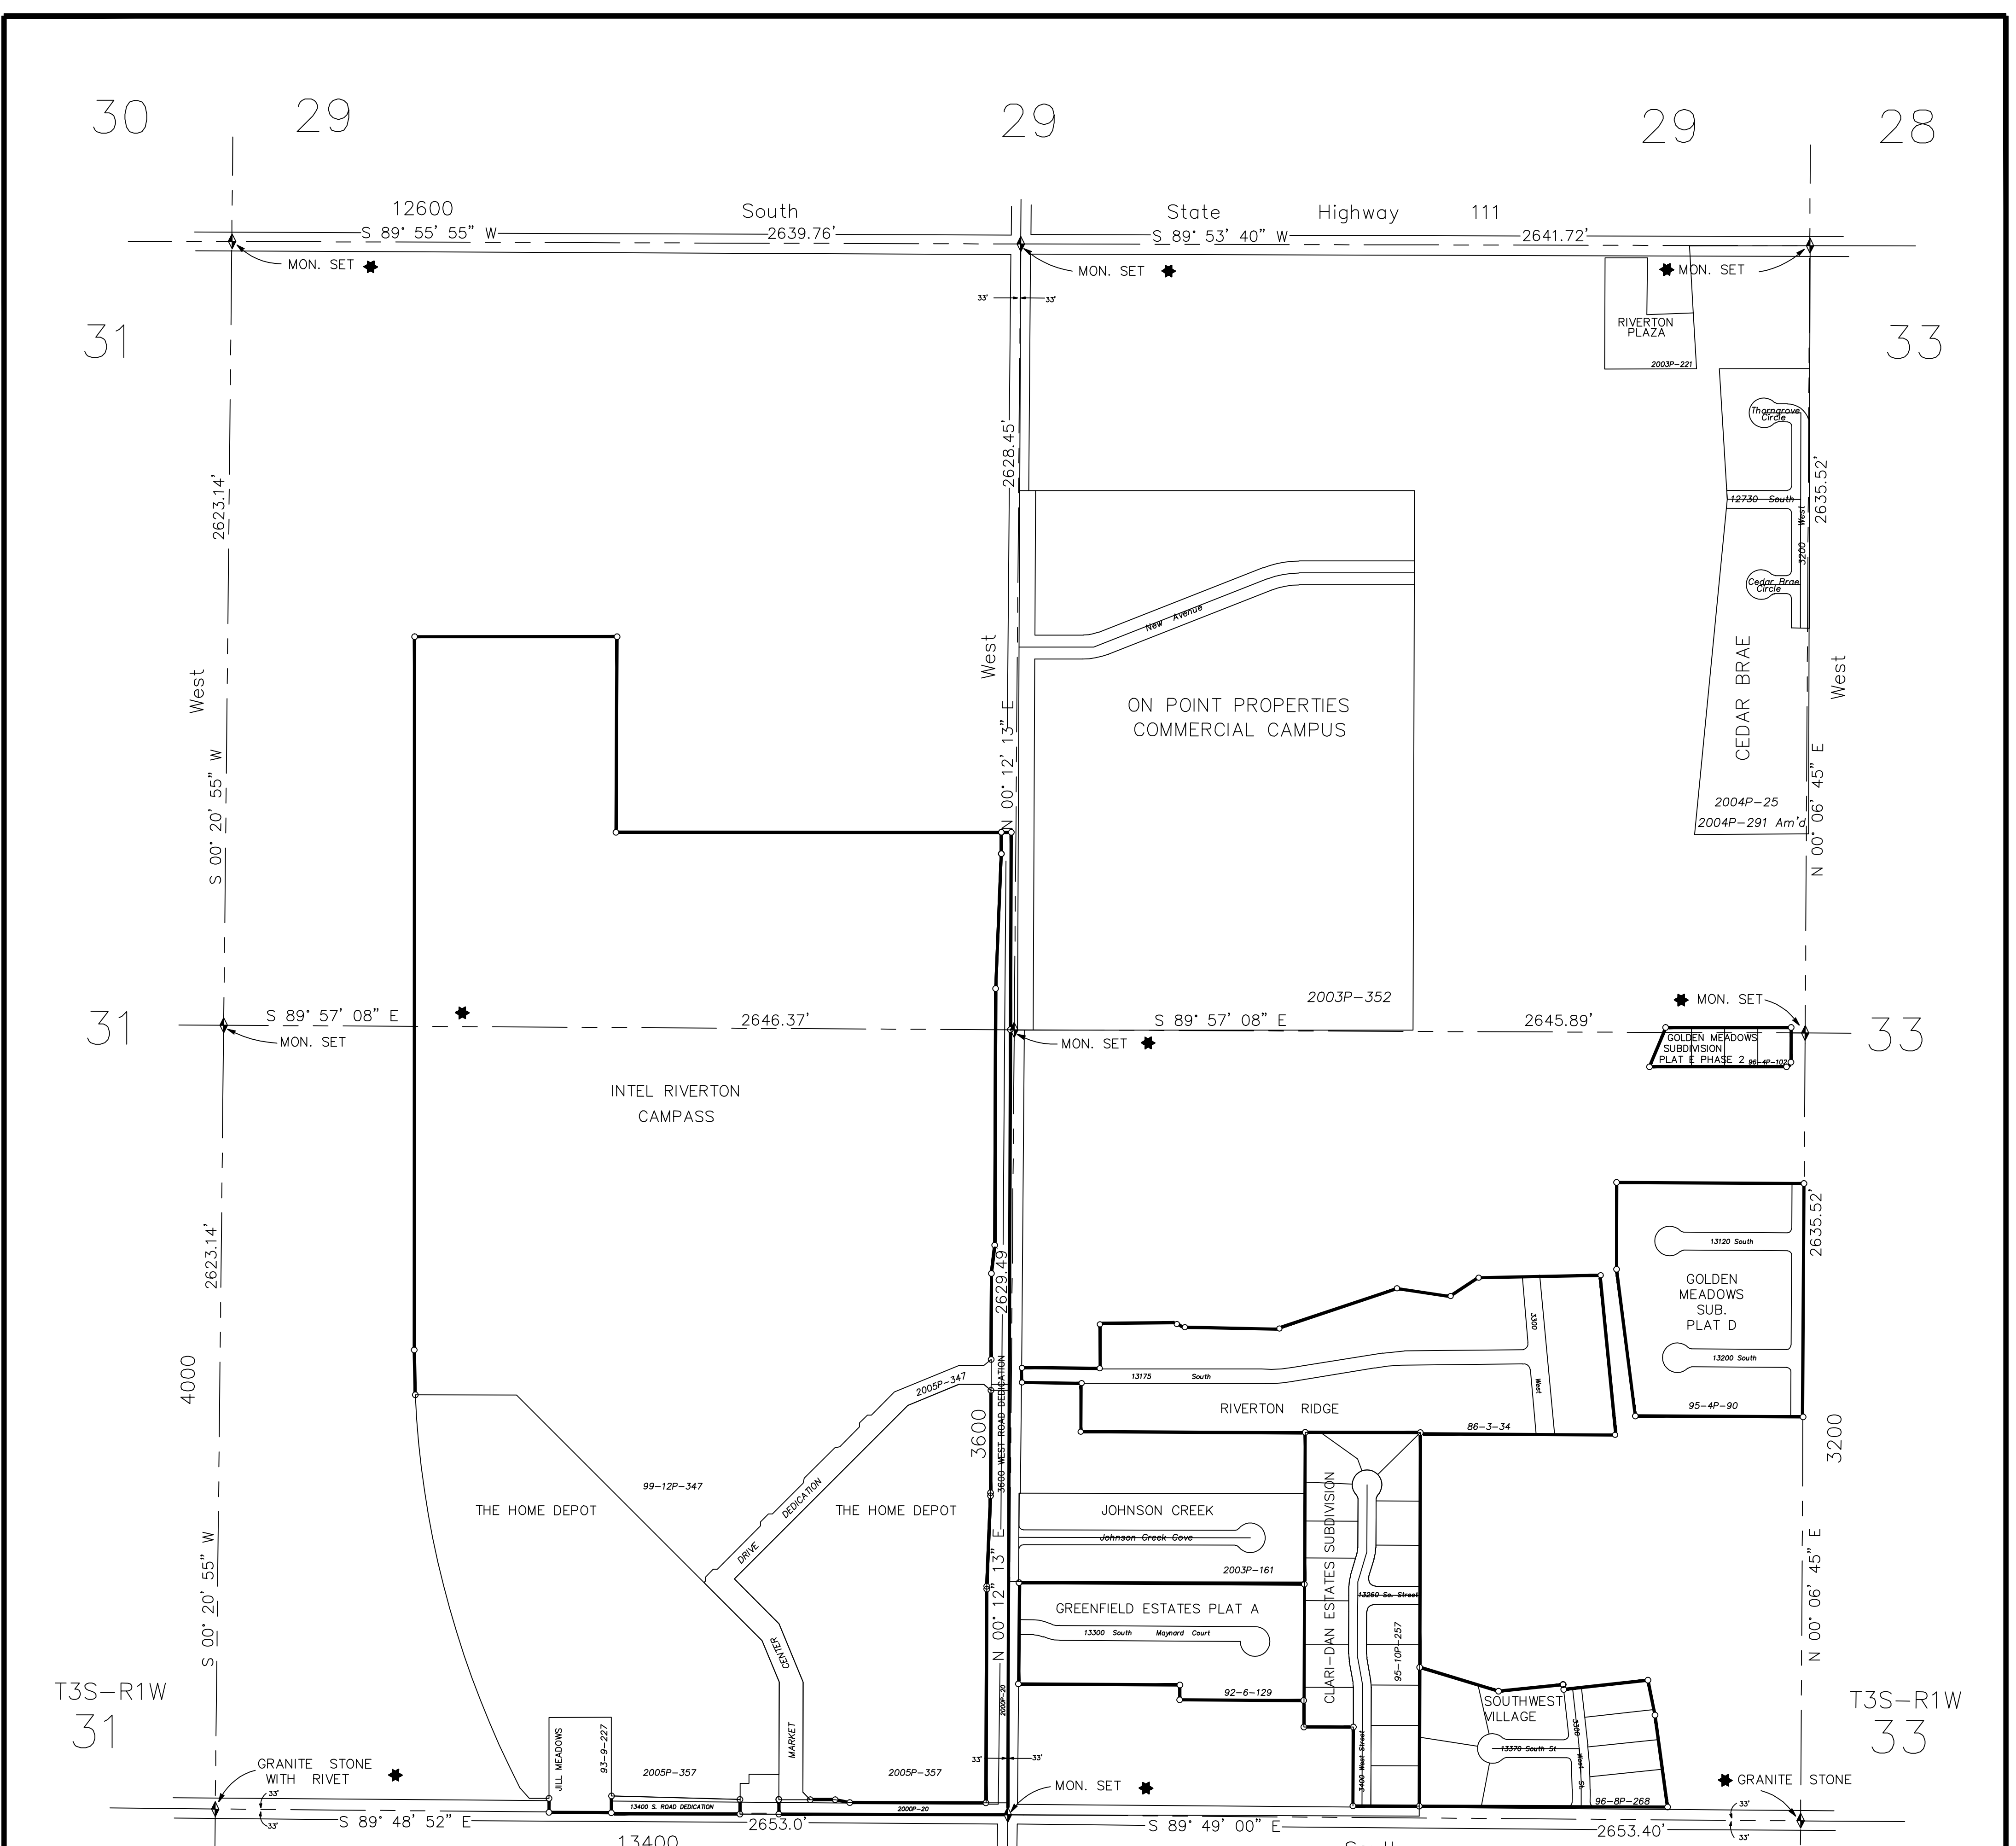 30
29
29
29
28
12600
South
State
Highway
111
S 89° 55' 55" W
2639.76'
S 89° 53' 40" W
2641.72'
MON. SET
MON. SET
MON. SET
33'
33'
31
33
RIVERTON
PLAZA
2003P-221
Thorngrove
Circle
2623.14'
2628.45'
12730 South
2635.52'
3200
West
Cedar Brae
Circle
New Avenue
West
West
West
CEDAR BRAE
ON POINT PROPERTIES
COMMERCIAL CAMPUS
S 00° 20' 55" W
N 00° 12' 13" E
N 00° 06' 45" E
2004P-25
2004P-291 Am'd
2003P-352
31
S 89° 57' 08" E
2646.37'
S 89° 57' 08" E
2645.89'
MON. SET
33
MON. SET
MON. SET
GOLDEN MEADOWS
SUBDIVISION
PLAT E PHASE 2
96-4P-102
INTEL RIVERTON
CAMPASS
2623.14'
2629.49
2635.52'
13120 South
GOLDEN
MEADOWS
SUB.
PLAT D
13200 South
95-4P-90
4000
3600
3200
3600 WEST ROAD DEDICATION
2005P-347
13175 South
3300
West
RIVERTON RIDGE
86-3-34
99-12P-347
THE HOME DEPOT
THE HOME DEPOT
DEDICATION
DRIVE
CENTER
MARKET
JOHNSON CREEK
Johnson Creek Cove
2003P-161
CLARI-DAN ESTATES SUBDIVISION
13260 So. Street
95-10P-257
3400 West Street
GREENFIELD ESTATES PLAT A
13300 South Maynard Court
92-6-129
S 00° 20' 55" W
N 00° 12' 13" E
N 00° 06' 45" E
2000P-20
T3S-R1W
31
T3S-R1W
33
SOUTHWEST
VILLAGE
13370 South St
3300
West St.
96-8P-268
JILL MEADOWS
93-9-227
2005P-357
2005P-357
GRANITE STONE
WITH RIVET
33'
33'
33'
33'
MON. SET
GRANITE STONE
33'
33'
13400 S. ROAD DEDICATION
2000P-20
S 89° 48' 52" E
2653.0'
S 89° 49' 00" E
2653.40'
13400
South